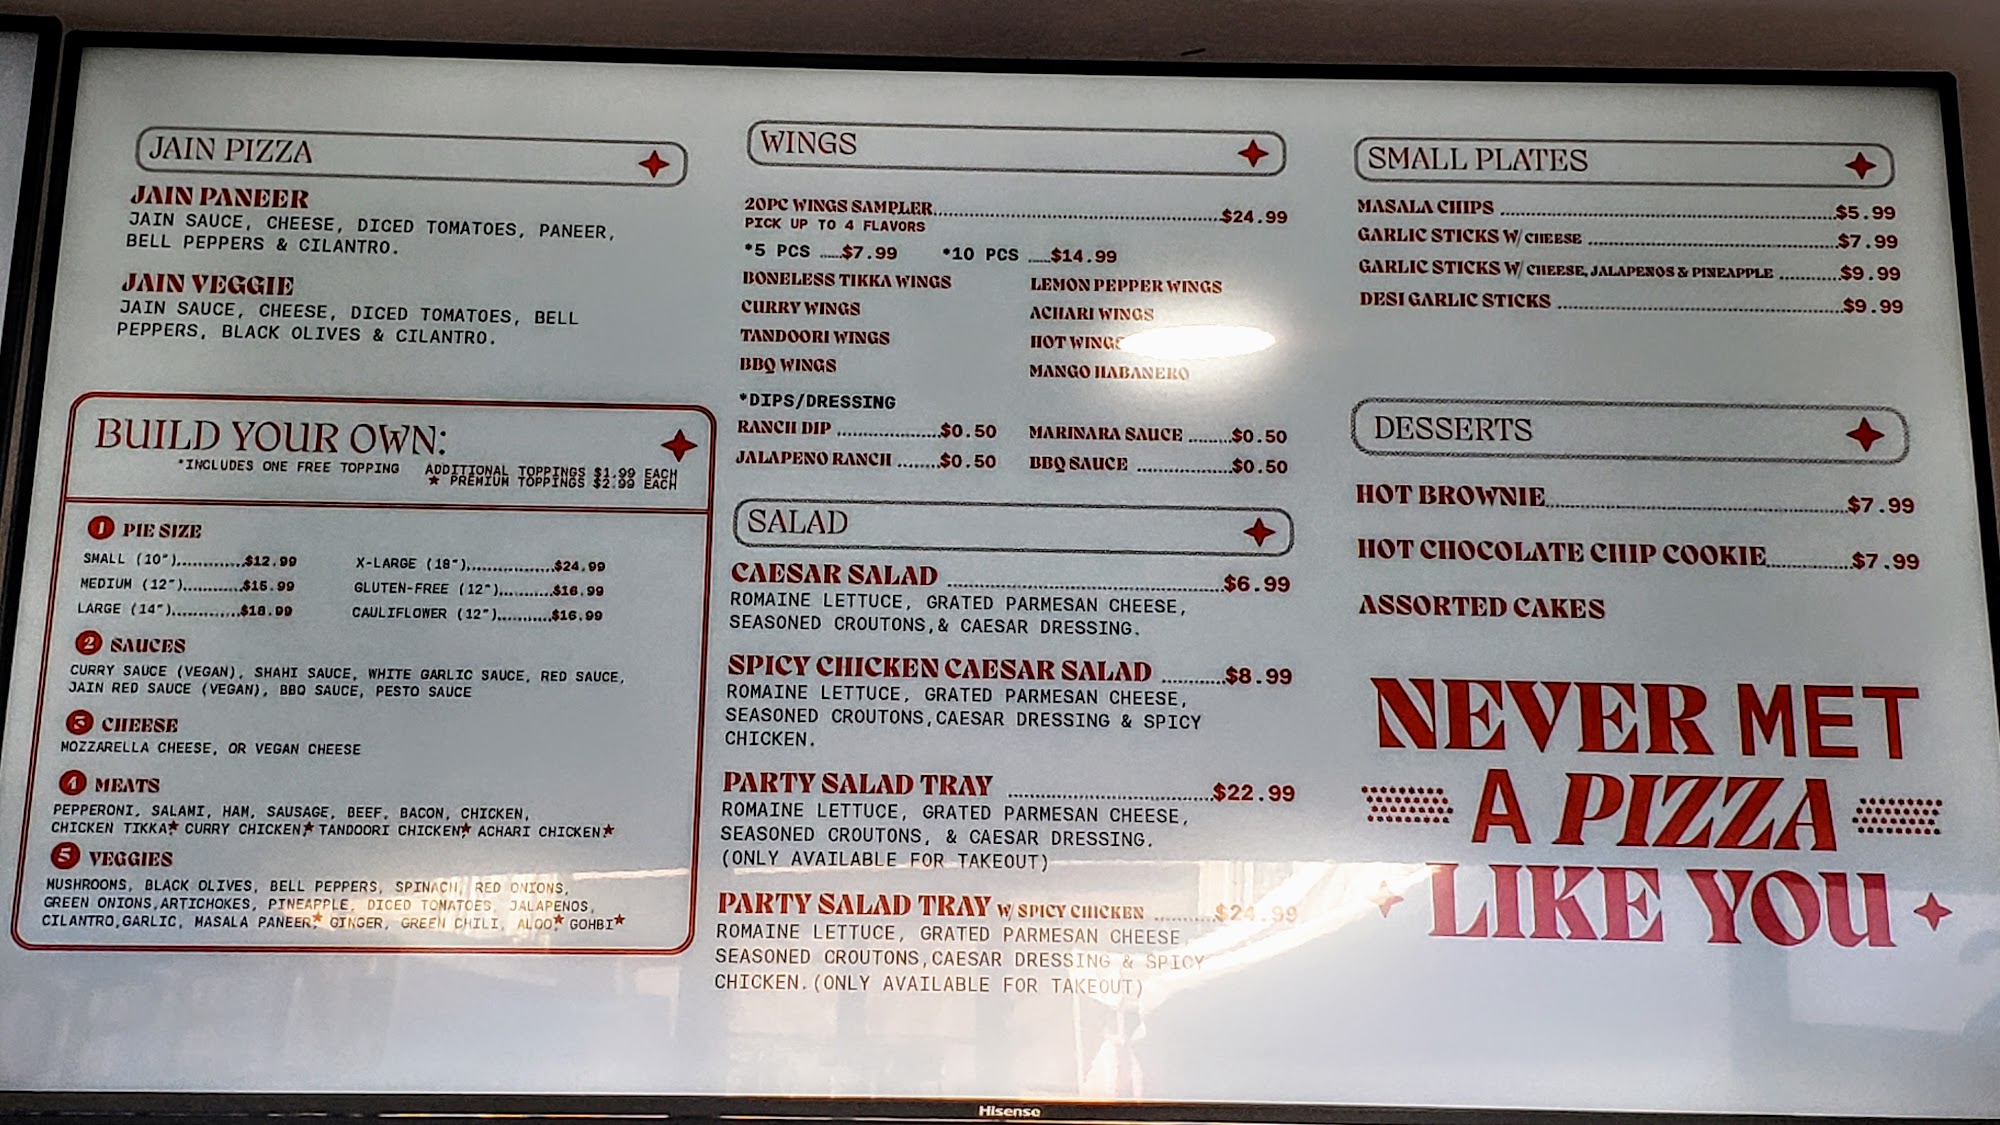 JAIN PIZZA
JAIN PANEER
JAIN SAUCE, CHEESE, DICED TOMATOES, PANEER,
BELL PEPPERS & CILANTRO.
JAIN VEGGIE
JAIN SAUCE, CHEESE, DICED TOMATOES, BELL
PEPPERS, BLACK OLIVES & CILANTRO.
BUILD YOUR OWN:
*INCLUDES ONE FREE TOPPING ADDITIONAL TOPPINGS $1.99 EACH
★ PREMIUM TOPPINGS $2.99 EACH
1 PIE SIZE
SMALL (10")............$12.99 X-LARGE (18")...............$24.99
MEDIUM (12")...........$15.99 GLUTEN-FREE (12")..........$16.99
LARGE (14")............$18.99 CAULIFLOWER (12")..........$16.99
2 SAUCES
CURRY SAUCE (VEGAN), SHAHI SAUCE, WHITE GARLIC SAUCE, RED SAUCE,
JAIN RED SAUCE (VEGAN), BBQ SAUCE, PESTO SAUCE
3 CHEESE
MOZZARELLA CHEESE, OR VEGAN CHEESE
4 MEATS
PEPPERONI, SALAMI, HAM, SAUSAGE, BEEF, BACON, CHICKEN,
CHICKEN TIKKA★ CURRY CHICKEN★ TANDOORI CHICKEN★ ACHARI CHICKEN★
5 VEGGIES
MUSHROOMS, BLACK OLIVES, BELL PEPPERS, SPINACH, RED ONIONS,
GREEN ONIONS,ARTICHOKES, PINEAPPLE, DICED TOMATOES, JALAPENOS,
CILANTRO,GARLIC, MASALA PANEER★ GINGER, GREEN CHILI, ALOO★ GOHBI★
WINGS
20PC WINGS SAMPLER..............................$24.99
PICK UP TO 4 FLAVORS
*5 PCS .....$7.99 *10 PCS .....$14.99
BONELESS TIKKA WINGS LEMON PEPPER WINGS
CURRY WINGS ACHARI WINGS
TANDOORI WINGS HOT WINGS
BBQ WINGS MANGO HABANERO
*DIPS/DRESSING
RANCH DIP ...............$0.50 MARINARA SAUCE ........$0.50
JALAPENO RANCH .......$0.50 BBQ SAUCE ................$0.50
SALAD
CAESAR SALAD ..............................$6.99
ROMAINE LETTUCE, GRATED PARMESAN CHEESE,
SEASONED CROUTONS,& CAESAR DRESSING.
SPICY CHICKEN CAESAR SALAD ..........$8.99
ROMAINE LETTUCE, GRATED PARMESAN CHEESE,
SEASONED CROUTONS,CAESAR DRESSING & SPICY
CHICKEN.
PARTY SALAD TRAY ..............................$22.99
ROMAINE LETTUCE, GRATED PARMESAN CHEESE,
SEASONED CROUTONS, & CAESAR DRESSING.
(ONLY AVAILABLE FOR TAKEOUT)
PARTY SALAD TRAY W/ SPICY CHICKEN ..........$24.99
ROMAINE LETTUCE, GRATED PARMESAN CHEESE,
SEASONED CROUTONS,CAESAR DRESSING & SPICY
CHICKEN.(ONLY AVAILABLE FOR TAKEOUT)
SMALL PLATES
MASALA CHIPS ..............................$5.99
GARLIC STICKS W/ CHEESE ....................$7.99
GARLIC STICKS W/ CHEESE, JALAPENOS & PINEAPPLE ..........$9.99
DESI GARLIC STICKS ..............................$9.99
DESSERTS
HOT BROWNIE..............................$7.99
HOT CHOCOLATE CHIP COOKIE..........$7.99
ASSORTED CAKES
NEVER MET
A PIZZA
LIKE YOU
Hisense